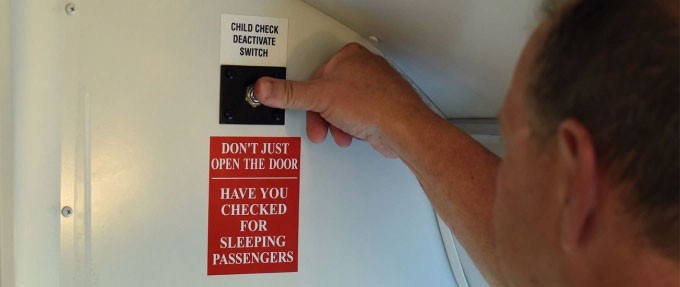 CHILD CHECK
DEACTIVATE
SWITCH
DON'T JUST
OPEN THE DOOR
HAVE YOU
CHECKED
FOR
SLEEPING
PASSENGERS